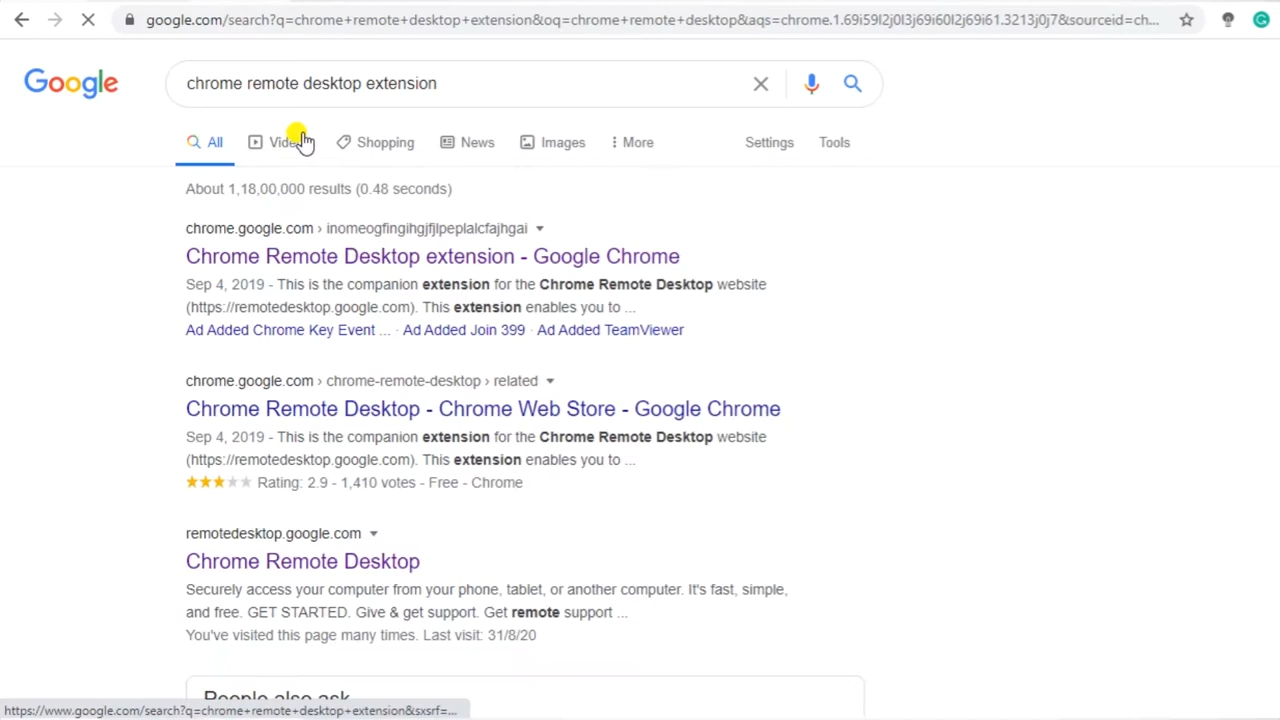 google.com/search?q=chrome+remote+desktop+extension&oq=chrome+remote+desktop&aqs=chrome.1.69i59l2j0l3j69i60l2j69i61.3213j0j7&sourceid=ch...
Google
chrome remote desktop extension
All
Shopping
News
Images
More
Settings
Tools
About 1,18,00,000 results (0.48 seconds)
chrome.google.com › inomeogfingihgjfjlpeplalcfajhgai
Chrome Remote Desktop extension - Google Chrome
Sep 4, 2019 - This is the companion extension for the Chrome Remote Desktop website
(https://remotedesktop.google.com). This extension enables you to ...
Ad Added Chrome Key Event ... · Ad Added Join 399 · Ad Added TeamViewer
chrome.google.com › chrome-remote-desktop › related
Chrome Remote Desktop - Chrome Web Store - Google Chrome
Sep 4, 2019 - This is the companion extension for the Chrome Remote Desktop website
(https://remotedesktop.google.com). This extension enables you to ...
Rating: 2.9 - 1,410 votes - Free - Chrome
remotedesktop.google.com
Chrome Remote Desktop
Securely access your computer from your phone, tablet, or another computer. It's fast, simple,
and free. GET STARTED. Give & get support. Get remote support ...
You've visited this page many times. Last visit: 31/8/20
People also ask
https://www.google.com/search?q=chrome+remote+desktop+extension&sxsrf=...